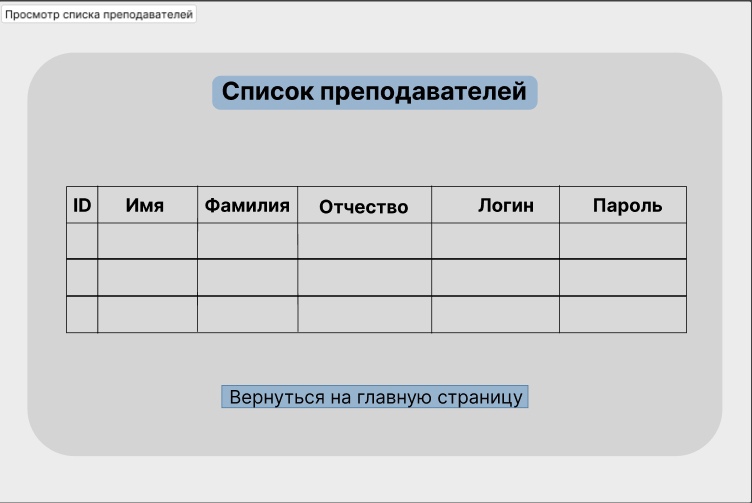 Просмотр списка преподавателей
Список преподавателей
ID Имя Фамилия Отчество Логин Пароль
Вернуться на главную страницу